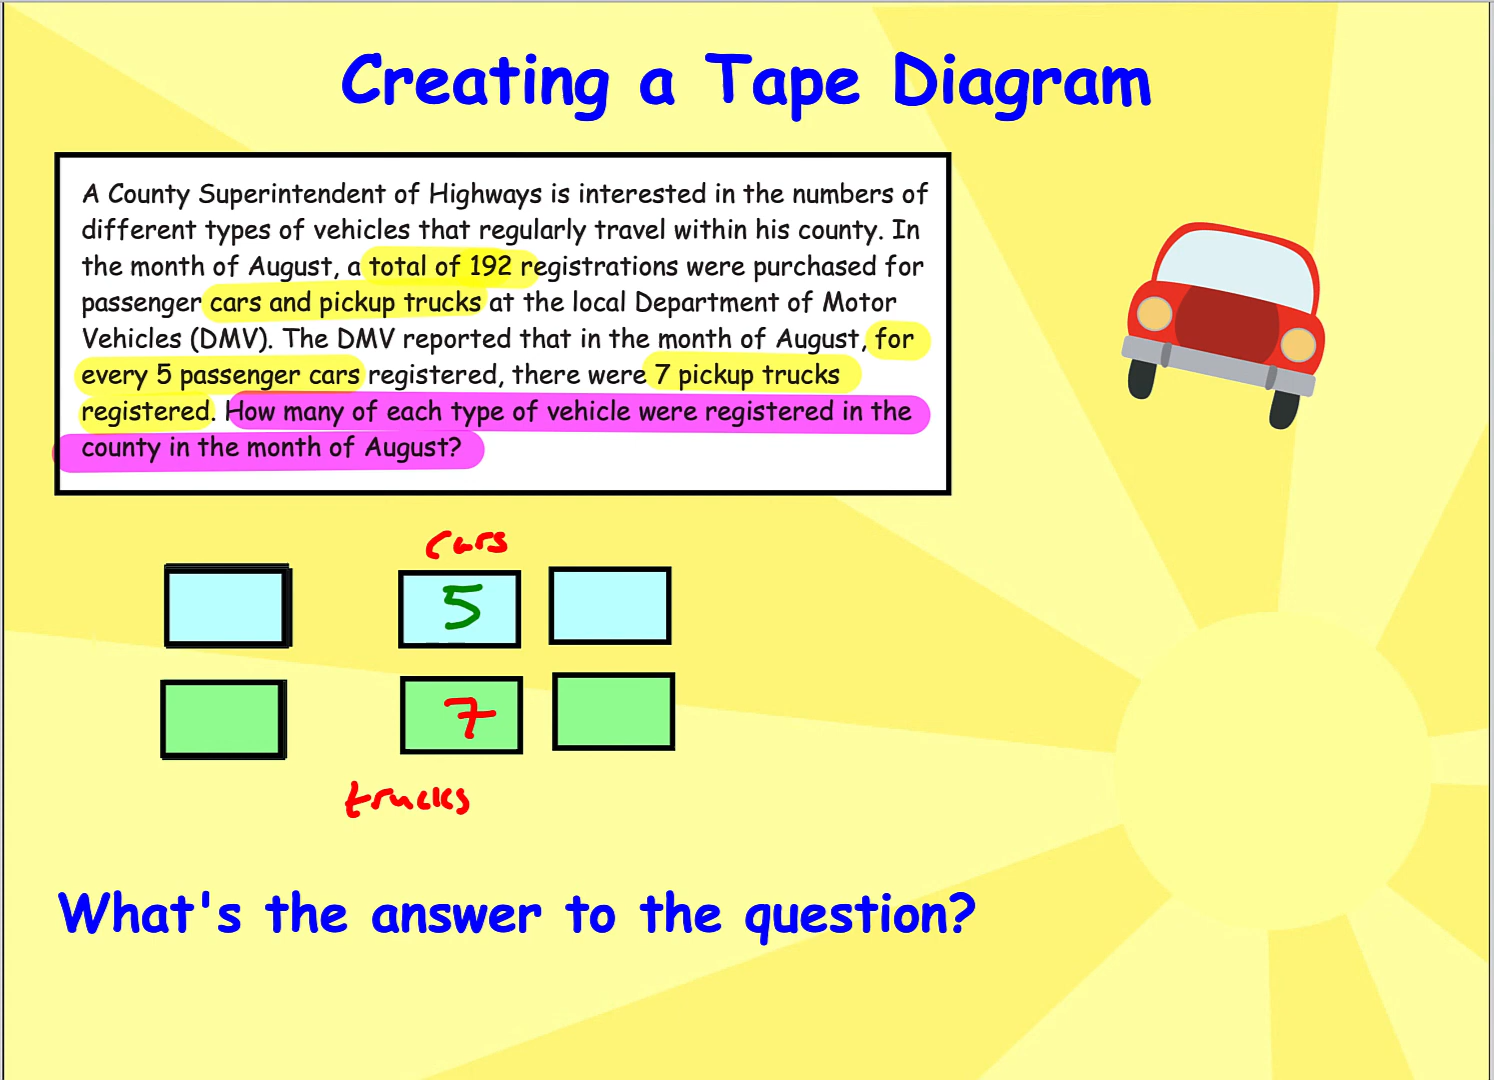 Creating a Tape Diagram
A County Superintendent of Highways is interested in the numbers of
different types of vehicles that regularly travel within his county. In
the month of August, a total of 192 registrations were purchased for
passenger cars and pickup trucks at the local Department of Motor
Vehicles (DMV). The DMV reported that in the month of August, for
every 5 passenger cars registered, there were 7 pickup trucks
registered. How many of each type of vehicle were registered in the
county in the month of August?
cars
5
7
trucks
What's the answer to the question?